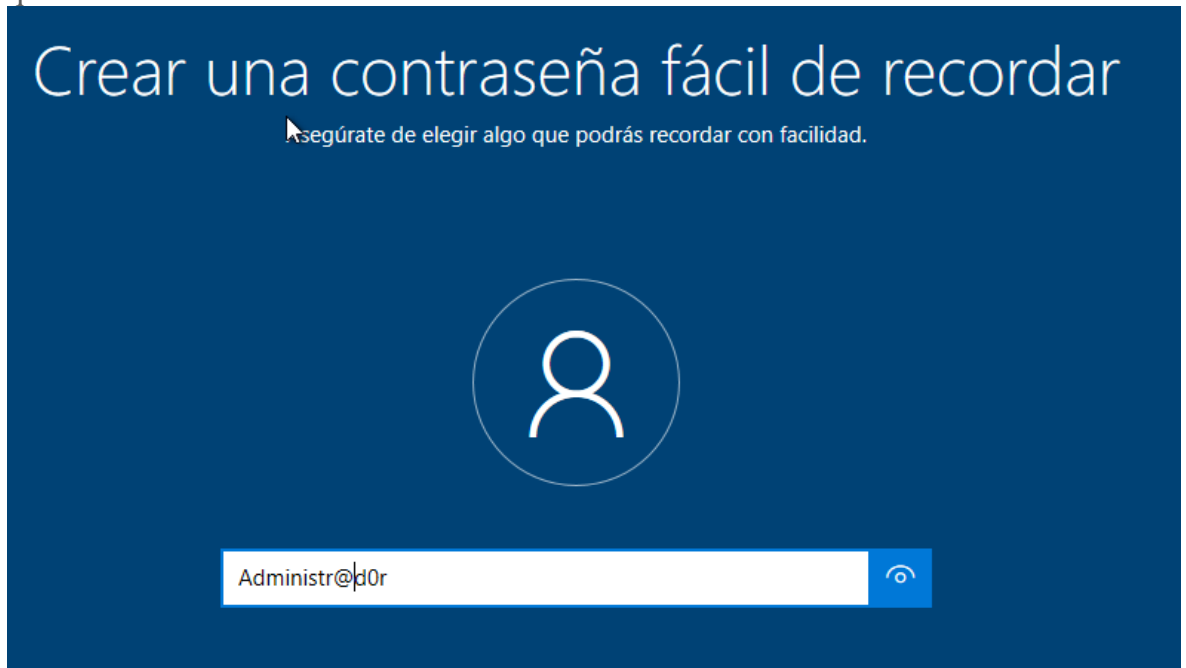 Crear una contraseña fácil de recordar
Asegúrate de elegir algo que podrás recordar con facilidad.
Administr@d0r